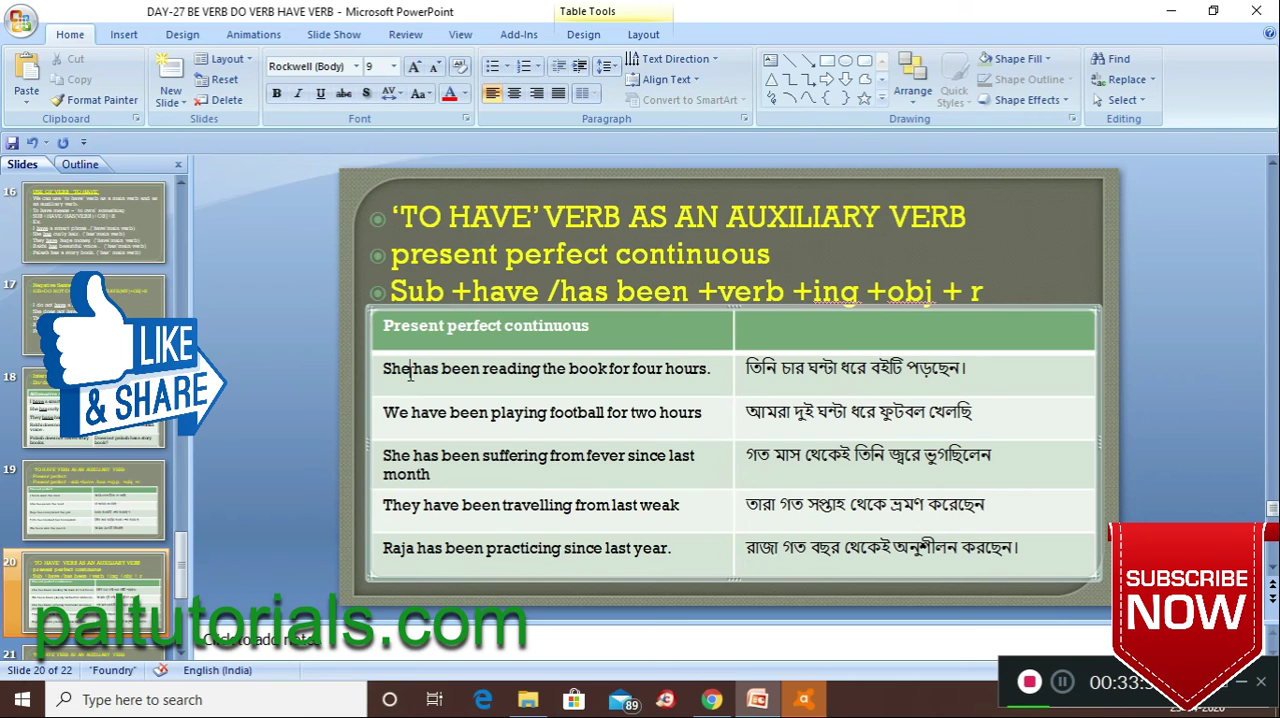 DAY-27 BE VERB DO VERB HAVE VERB - Microsoft PowerPoint
Table Tools
Home Insert Design Animations Slide Show Review View Add-Ins Design Layout
Cut
Copy
Format Painter
Paste
Clipboard
New Slide
Layout
Reset
Delete
Slides
Rockwell (Body) 9
Font
Text Direction
Align Text
Convert to SmartArt
Paragraph
Arrange
Quick Styles
Shape Fill
Shape Outline
Shape Effects
Drawing
Find
Replace
Select
Editing
Slides Outline
16
17
18
19
20
21
LIKE
& SHARE
‘TO HAVE’ VERB AS AN AUXILIARY VERB
present perfect continuous
Sub +have /has been +verb +ing +obj + r
Present perfect continuous
She has been reading the book for four hours. তিনি চার ঘন্টা ধরে বইটি পড়ছেন।
We have been playing football for two hours আমরা দুই ঘন্টা ধরে ফুটবল খেলছি
She has been suffering from fever since last month গত মাস থেকেই তিনি জ্বরে ভুগছিলেন
They have been travelling from last weak তারা গত সপ্তাহ থেকে ভ্রমণ করেছেন
Raja has been practicing since last year. রাজা গত বছর থেকেই অনুশীলন করছেন।
SUBSCRIBE
NOW
paltutorials.com
Click to add notes
Slide 20 of 22 "Foundry" English (India)
Type here to search
89